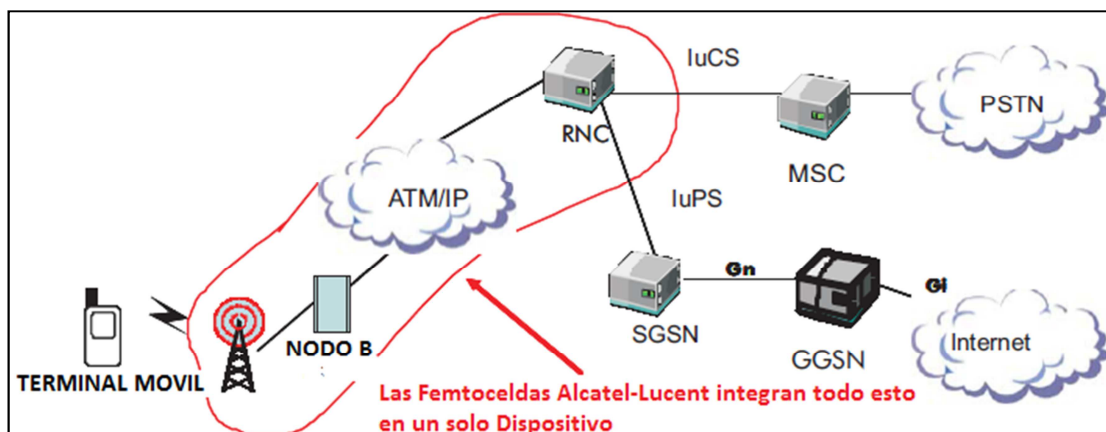 IuCS
PSTN
RNC
MSC
ATM/IP
IuPS
Gn
Gi
SGSN
GGSN
Internet
NODO B
TERMINAL MOVIL
Las Femtoceldas Alcatel-Lucent integran todo esto
en un solo Dispositivo